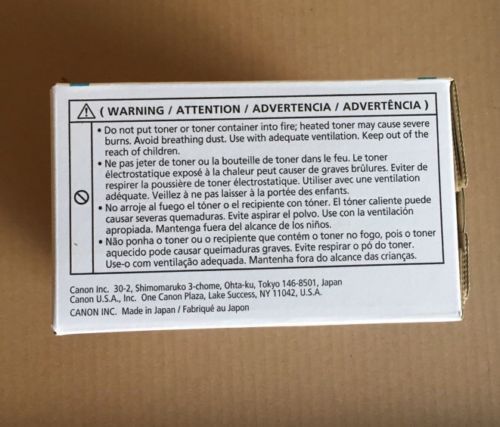 ( WARNING / ATTENTION / ADVERTENCIA / ADVERTÊNCIA )
• Do not put toner or toner container into fire; heated toner may cause severe
burns. Avoid breathing dust. Use with adequate ventilation. Keep out of the
reach of children.
• Ne pas jeter de toner ou la bouteille de toner dans le feu. Le toner
électrostatique exposé à la chaleur peut causer de graves brûlures. Eviter de
respirer la poussière de toner électrostatique. Utiliser avec une ventilation
adéquate. Veillez à ne pas laisser à la portée des enfants.
• No arroje al fuego el tóner o el recipiente con tóner. El tóner caliente puede
causar severas quemaduras. Evite aspirar el polvo. Use con la ventilación
apropiada. Mantenga fuera del alcance de los niños.
• Não ponha o toner ou o recipiente que contém o toner no fogo, pois o toner
aquecido pode causar queimaduras graves. Evite respirar o pó do toner.
Use-o com ventilação adequada. Mantenha fora do alcance das crianças.
Canon Inc. 30-2, Shimomaruko 3-chome, Ohta-ku, Tokyo 146-8501, Japan
Canon U.S.A., Inc. One Canon Plaza, Lake Success, NY 11042, U.S.A.
CANON INC. Made in Japan / Fabriqué au Japon